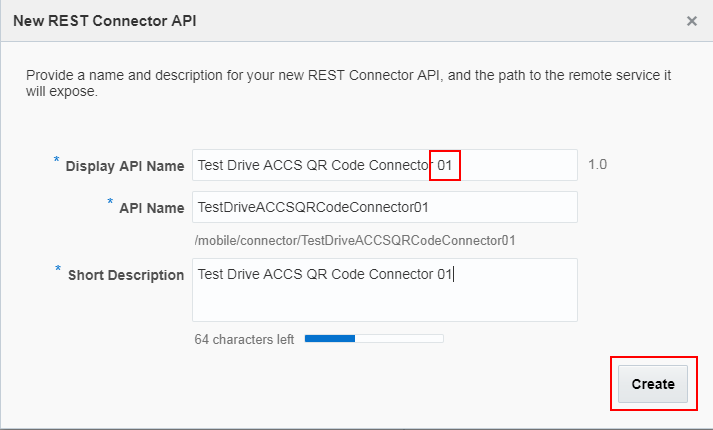 New REST Connector API
×
Provide a name and description for your new REST Connector API, and the path to the remote service it
will expose.
* Display API Name Test Drive ACCS QR Code Connector 01 1.0
* API Name TestDriveACCSQRCodeConnector01
/mobile/connector/TestDriveACCSQRCodeConnector01
* Short Description Test Drive ACCS QR Code Connector 01
64 characters left
Create